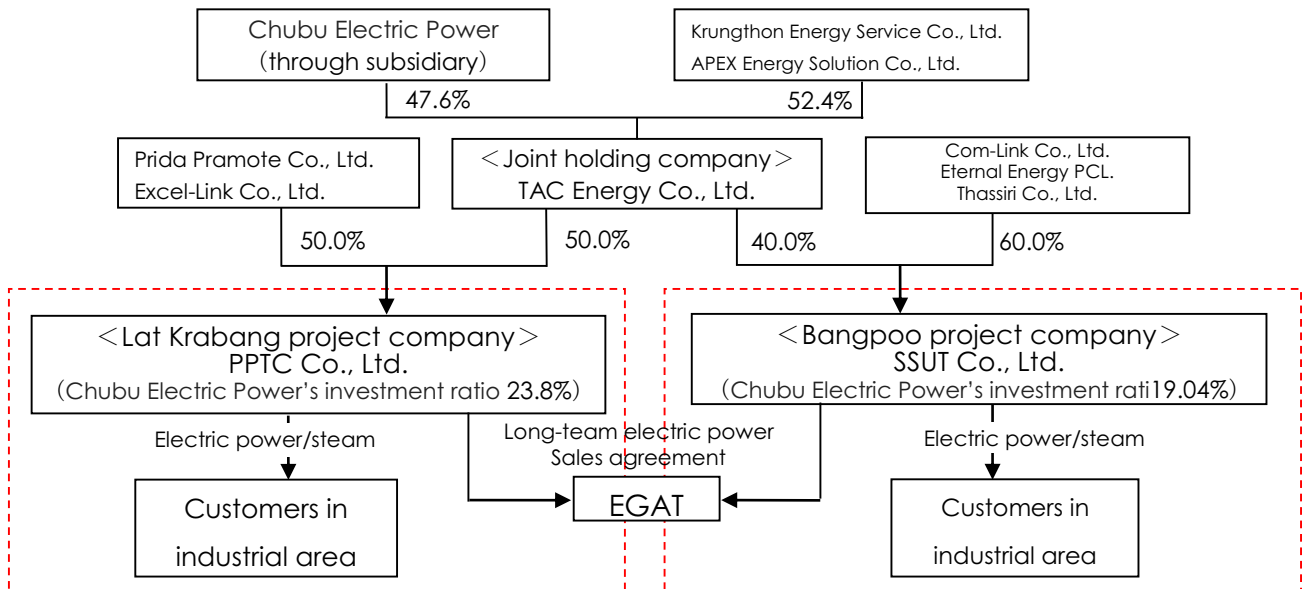 Chubu Electric Power
（through subsidiary）
Krungthon Energy Service Co., Ltd.
APEX Energy Solution Co., Ltd.
47.6%
52.4%
Prida Pramote Co., Ltd.
Excel-Link Co., Ltd.
＜Joint holding company＞
TAC Energy Co., Ltd.
Com-Link Co., Ltd.
Eternal Energy PCL.
Thassiri Co., Ltd.
50.0%
50.0%
40.0%
60.0%
＜Lat Krabang project company＞
PPTC Co., Ltd.
（Chubu Electric Power’s investment ratio 23.8%）
＜Bangpoo project company＞
SSUT Co., Ltd.
（Chubu Electric Power’s investment rati19.04%）
Electric power/steam
Long-team electric power
Sales agreement
Electric power/steam
Customers in
industrial area
EGAT
Customers in
industrial area